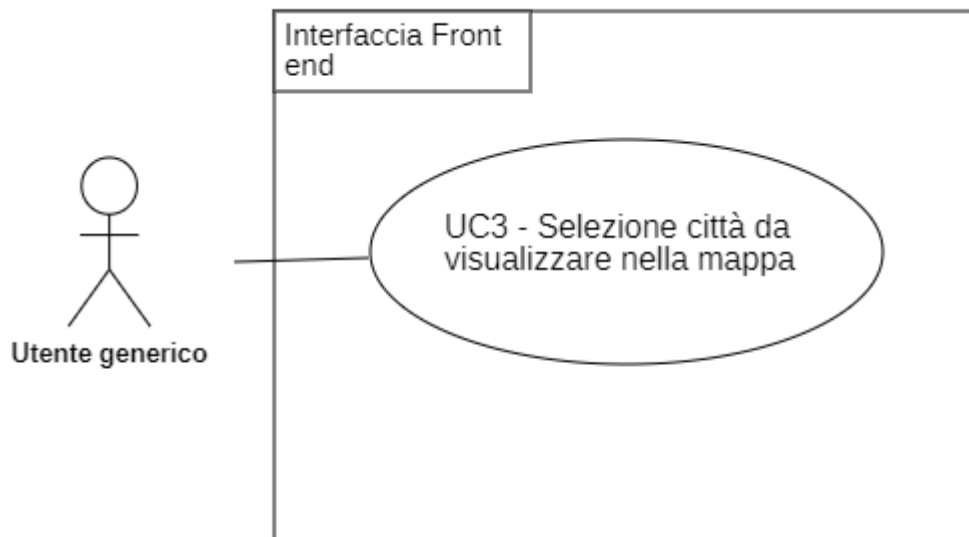 Interfaccia Front
end
UC3 - Selezione città da
visualizzare nella mappa
Utente generico